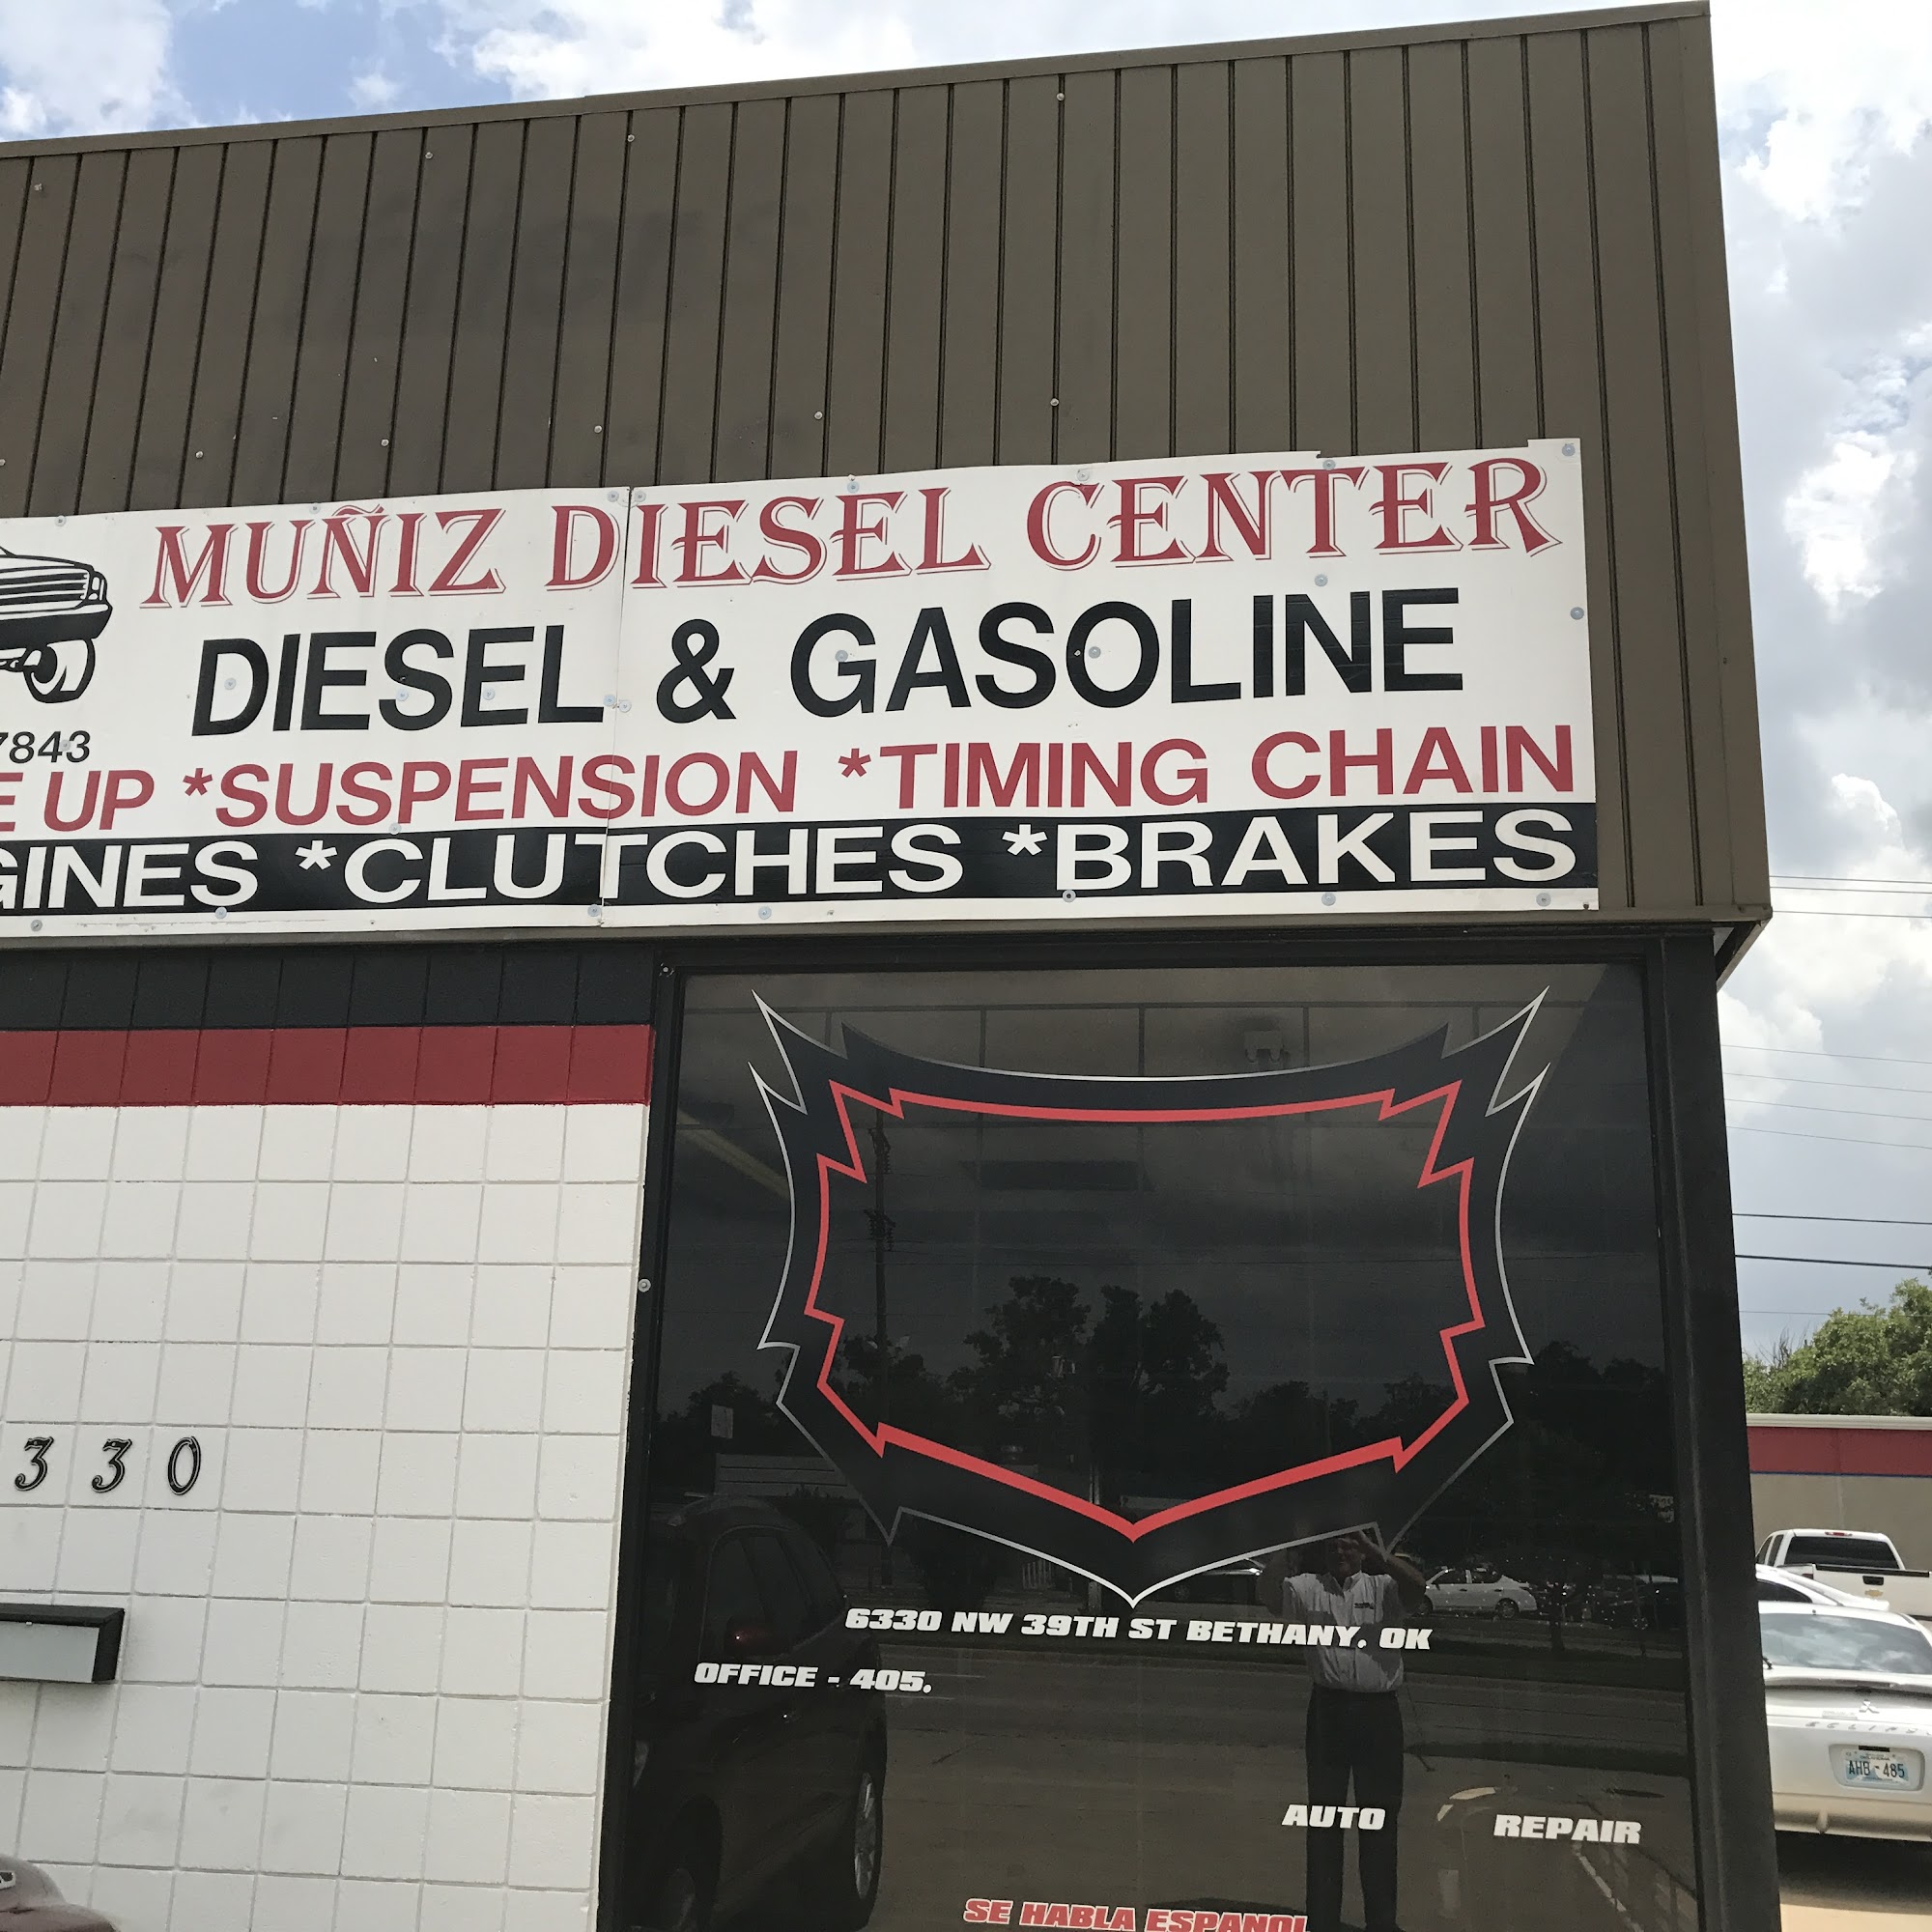 MUÑIZ DIESEL CENTER
DIESEL & GASOLINE
7843
E UP *SUSPENSION *TIMING CHAIN
GINES *CLUTCHES *BRAKES
330
6330 NW 39TH ST BETHANY. OK
OFFICE - 405.
AUTO REPAIR
SE HABLA ESPANOL
AHB-485